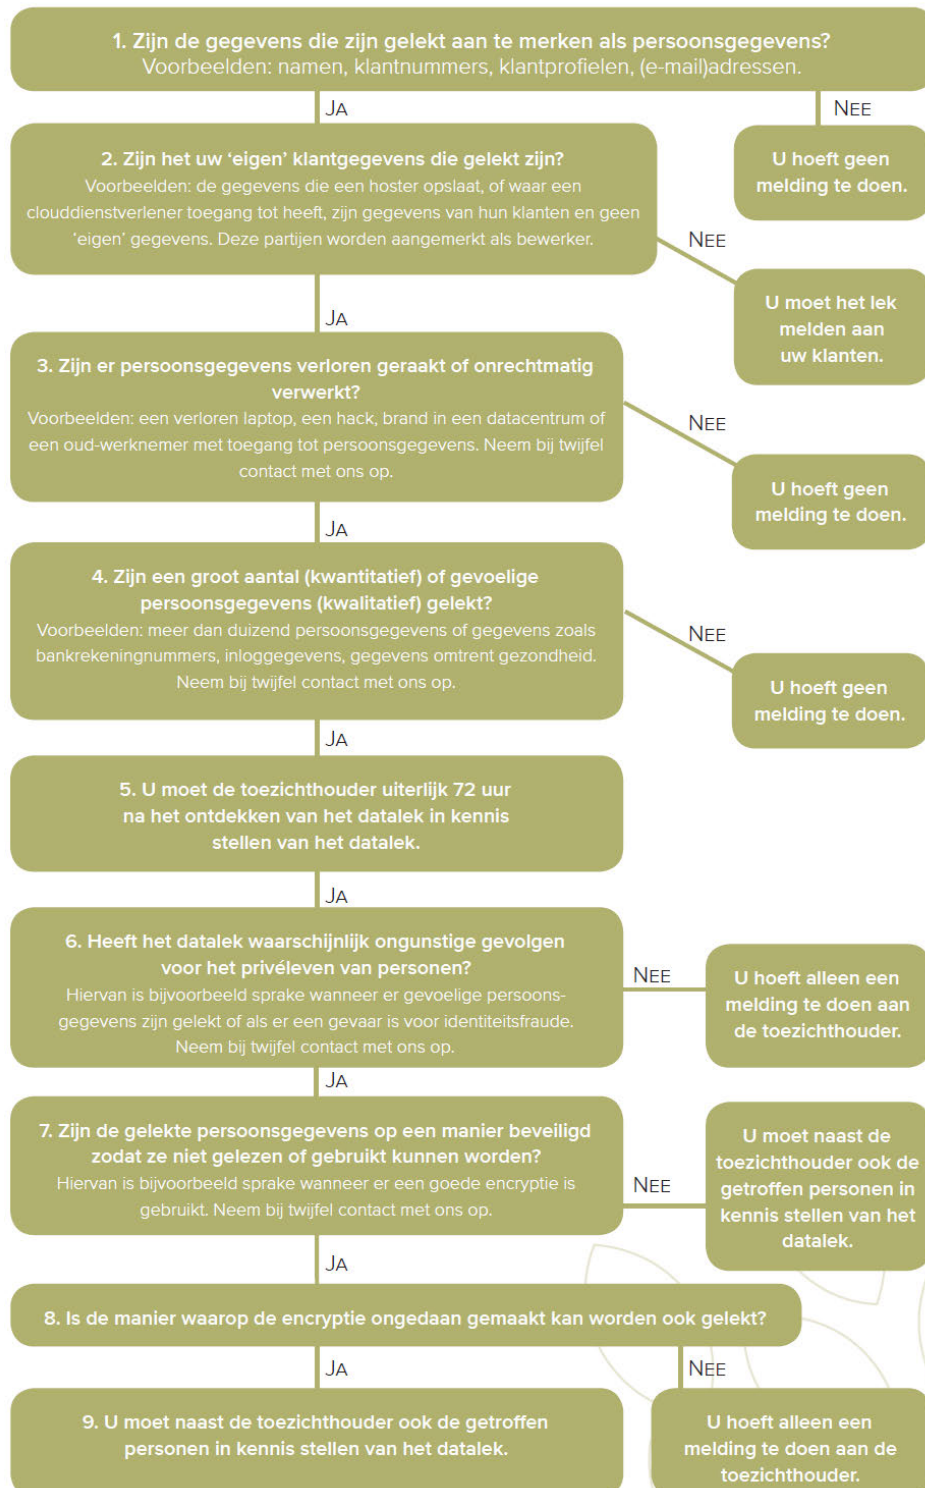 1. Zijn de gegevens die zijn gelekt aan te merken als persoonsgegevens?
Voorbeelden: namen, klantnummers, klantprofielen, (e-mail)adressen.
JA
NEE
2. Zijn het uw ‘eigen’ klantgegevens die gelekt zijn?
Voorbeelden: de gegevens die een hoster opslaat, of waar een
clouddienstverlener toegang tot heeft, zijn gegevens van hun klanten en geen
‘eigen’ gegevens. Deze partijen worden aangemerkt als bewerker.
U hoeft geen
melding te doen.
NEE
U moet het lek
melden aan
uw klanten.
JA
3. Zijn er persoonsgegevens verloren geraakt of onrechtmatig
verwerkt?
Voorbeelden: een verloren laptop, een hack, brand in een datacentrum of
een oud-werknemer met toegang tot persoonsgegevens. Neem bij twijfel
contact met ons op.
NEE
U hoeft geen
melding te doen.
JA
4. Zijn een groot aantal (kwantitatief) of gevoelige
persoonsgegevens (kwalitatief) gelekt?
Voorbeelden: meer dan duizend persoonsgegevens of gegevens zoals
bankrekeningnummers, inloggegevens, gegevens omtrent gezondheid.
Neem bij twijfel contact met ons op.
NEE
U hoeft geen
melding te doen.
JA
5. U moet de toezichthouder uiterlijk 72 uur
na het ontdekken van het datalek in kennis
stellen van het datalek.
JA
6. Heeft het datalek waarschijnlijk ongunstige gevolgen
voor het privéleven van personen?
Hiervan is bijvoorbeeld sprake wanneer er gevoelige persoons-
gegevens zijn gelekt of als er een gevaar is voor identiteitsfraude.
Neem bij twijfel contact met ons op.
NEE
U hoeft alleen een
melding te doen aan
de toezichthouder.
JA
7. Zijn de gelekte persoonsgegevens op een manier beveiligd
zodat ze niet gelezen of gebruikt kunnen worden?
Hiervan is bijvoorbeeld sprake wanneer er een goede encryptie is
gebruikt. Neem bij twijfel contact met ons op.
NEE
U moet naast de
toezichthouder ook de
getroffen personen in
kennis stellen van het
datalek.
JA
8. Is de manier waarop de encryptie ongedaan gemaakt kan worden ook gelekt?
JA
NEE
9. U moet naast de toezichthouder ook de getroffen
personen in kennis stellen van het datalek.
U hoeft alleen een
melding te doen aan de
toezichthouder.